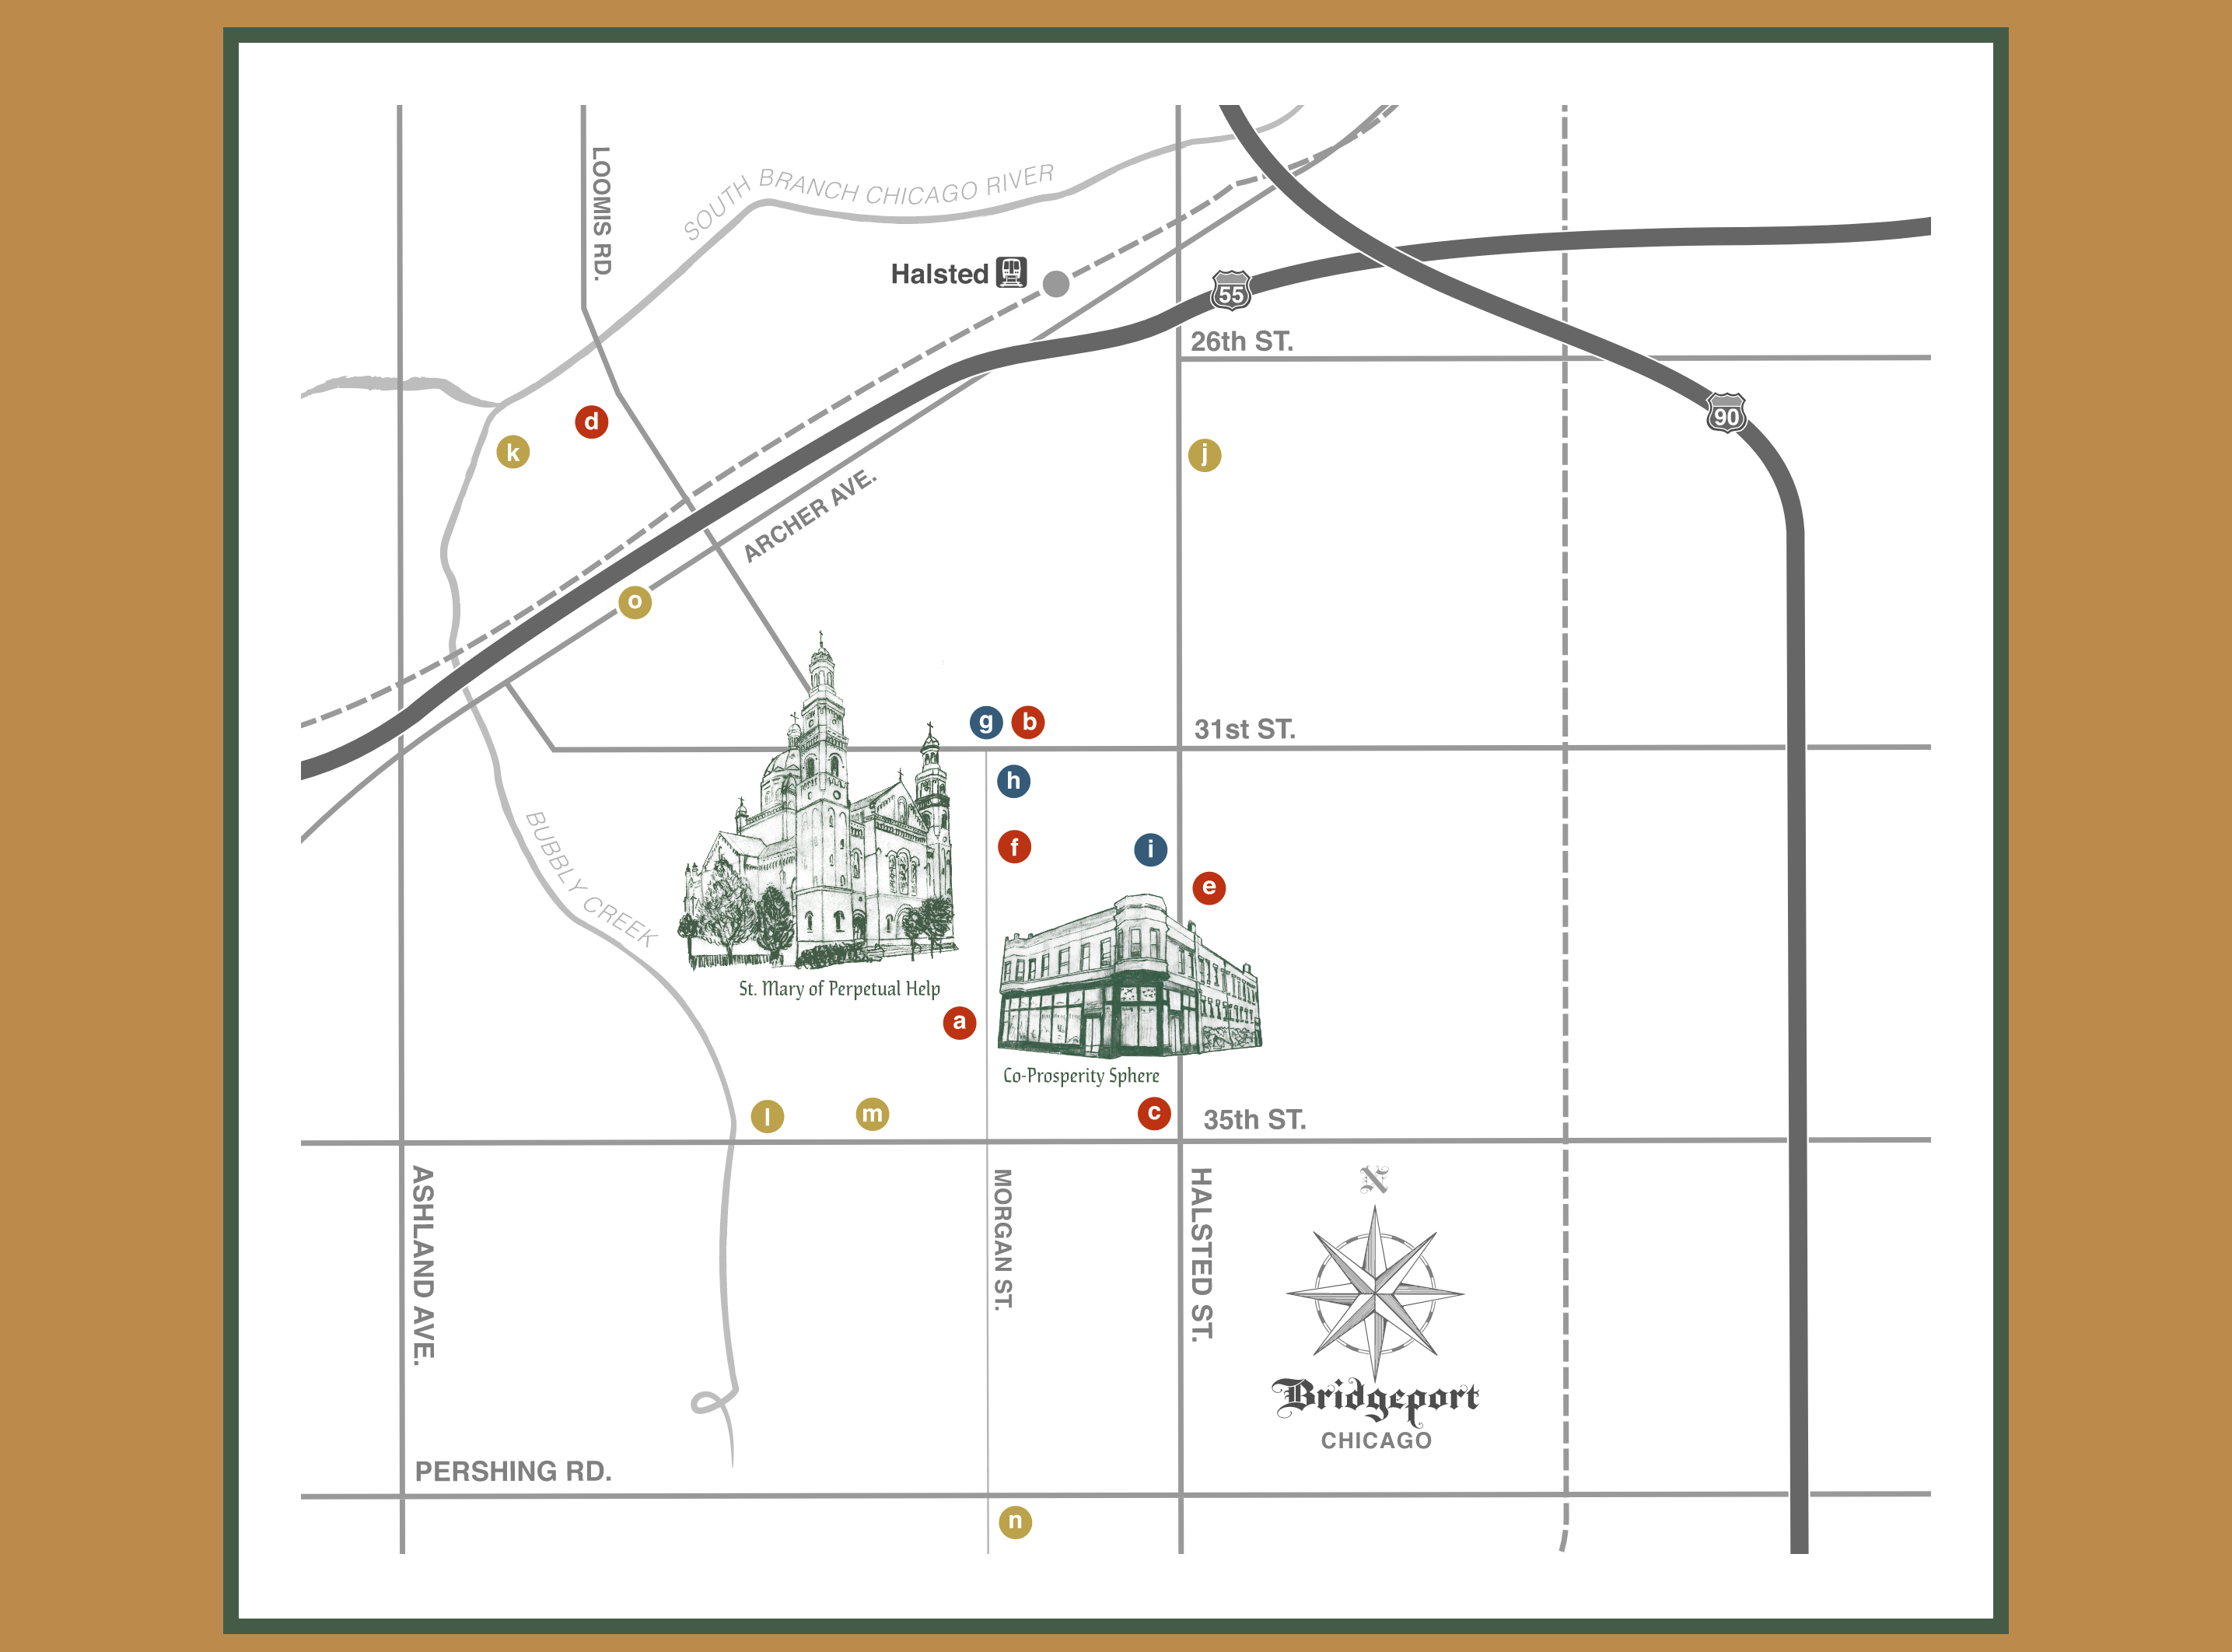 LOOMIS RD.
SOUTH BRANCH CHICAGO RIVER
Halsted
55
26th ST.
90
d
k
j
ARCHER AVE.
o
g
b
31st ST.
h
f
i
e
BUBBLY CREEK
St. Mary of Perpetual Help
a
Co-Prosperity Sphere
l
m
c
35th ST.
ASHLAND AVE.
MORGAN ST.
HALSTED ST.
N
Bridgeport
CHICAGO
PERSHING RD.
n